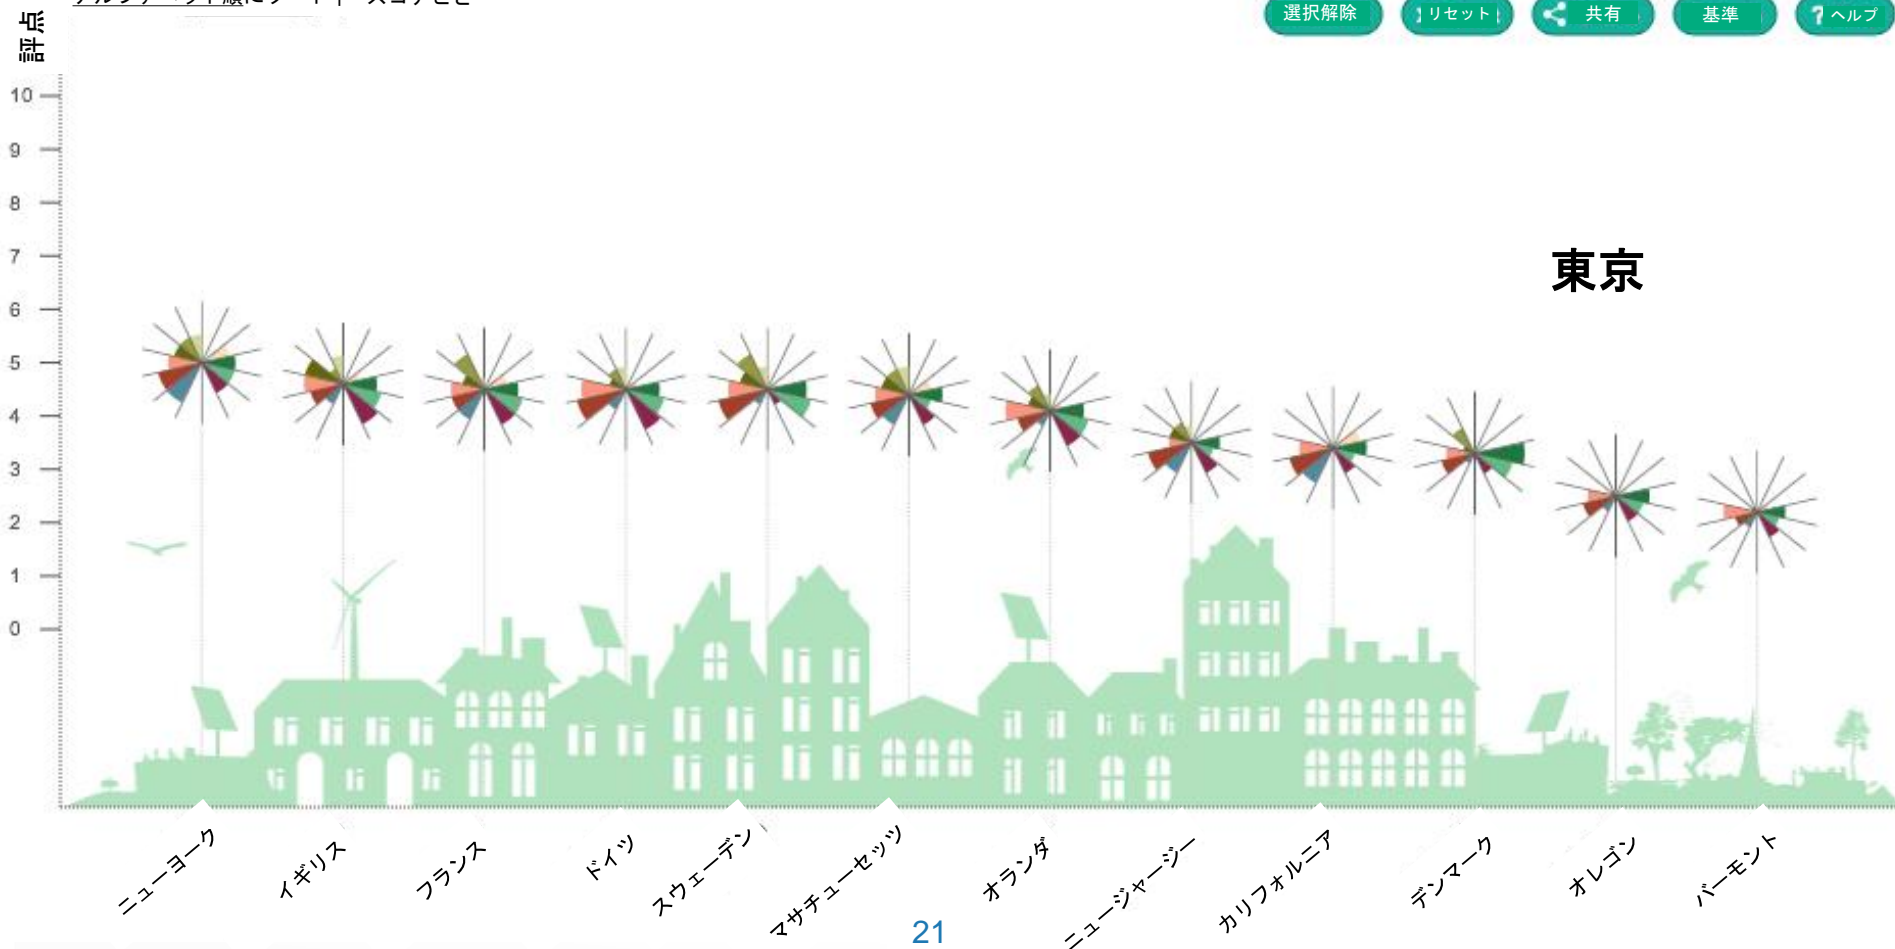 選択解除
リセット
共有
基準
? ヘルプ
評点
10
9
8
7
6
5
4
3
2
1
0
東京
ニューヨーク
イギリス
フランス
ドイツ
スウェーデン
マサチューセッツ
オランダ
ニュージャージー
カリフォルニア
デンマーク
オレゴン
バーモント
21